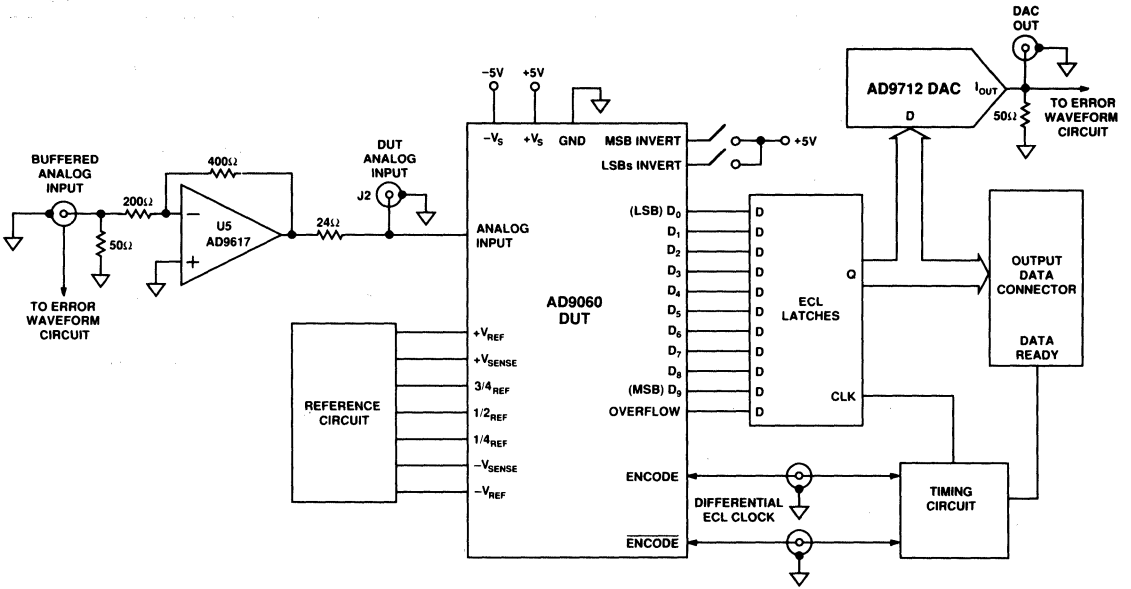 DAC
OUT
AD9712 DAC
IOUT
D
50Ω
TO ERROR
WAVEFORM
CIRCUIT
−5V
+5V
−VS
+VS
GND
MSB INVERT
LSBs INVERT
+5V
BUFFERED
ANALOG
INPUT
200Ω
400Ω
50Ω
−
+
U5
AD9617
24Ω
DUT
ANALOG
INPUT
J2
TO ERROR
WAVEFORM
CIRCUIT
ANALOG
INPUT
AD9060
DUT
(LSB) D0
D1
D2
D3
D4
D5
D6
D7
D8
(MSB) D9
OVERFLOW
D
D
D
D
D
D
D
D
D
D
D
Q
ECL
LATCHES
CLK
OUTPUT
DATA
CONNECTOR
DATA
READY
REFERENCE
CIRCUIT
+VREF
+VSENSE
3/4REF
1/2REF
1/4REF
−VSENSE
−VREF
ENCODE
ENCODE
DIFFERENTIAL
ECL CLOCK
TIMING
CIRCUIT